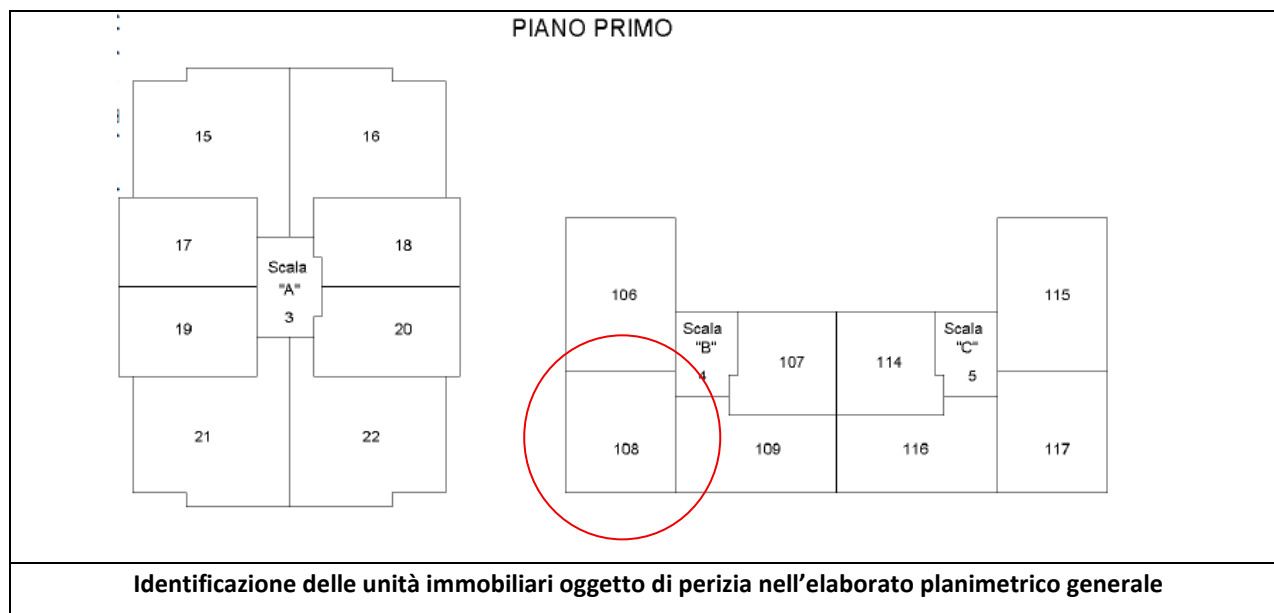 PIANO PRIMO
15
16
17
18
Scala
"A"
3
19
20
21
22
106
Scala
"B"
4
107
114
Scala
"C"
5
115
108
109
116
117
Identificazione delle unità immobiliari oggetto di perizia nell'elaborato planimetrico generale